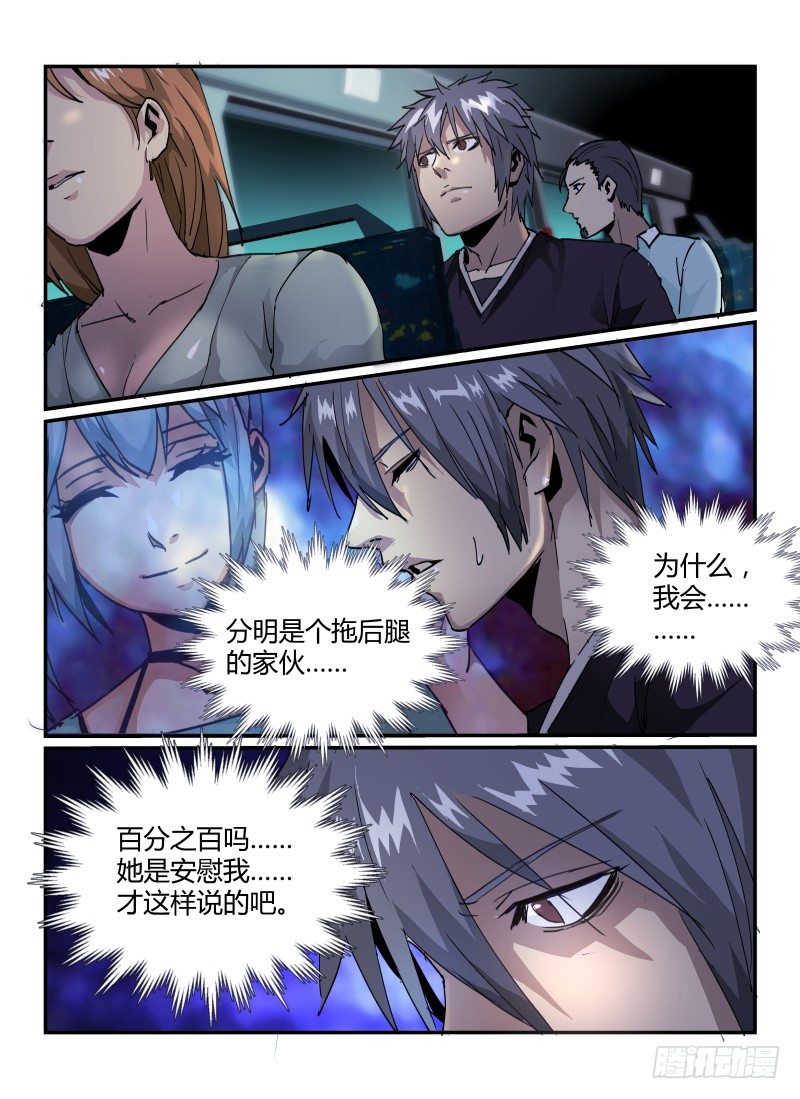 为什么，
我会……
……
分明是个拖后腿
的家伙……
百分之百吗……
她是安慰我……
才这样说的吧。
腾讯动漫